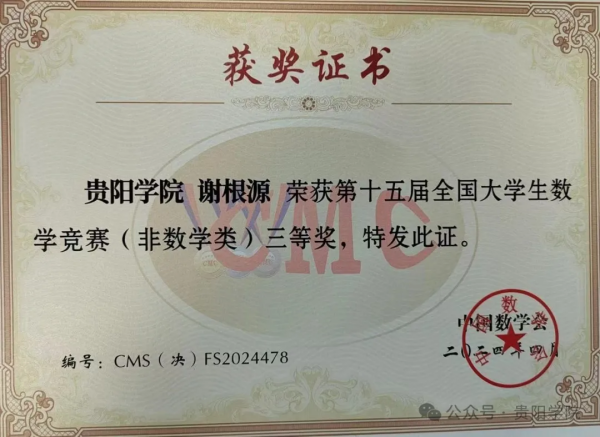 获奖证书
贵阳学院 谢根源 荣获第十五届全国大学生数
学竞赛（非数学类）三等奖，特发此证。
CMC
中国数学会
二〇二四年四月
编号：CMS（决）FS2024478
公众号·贵阳学院